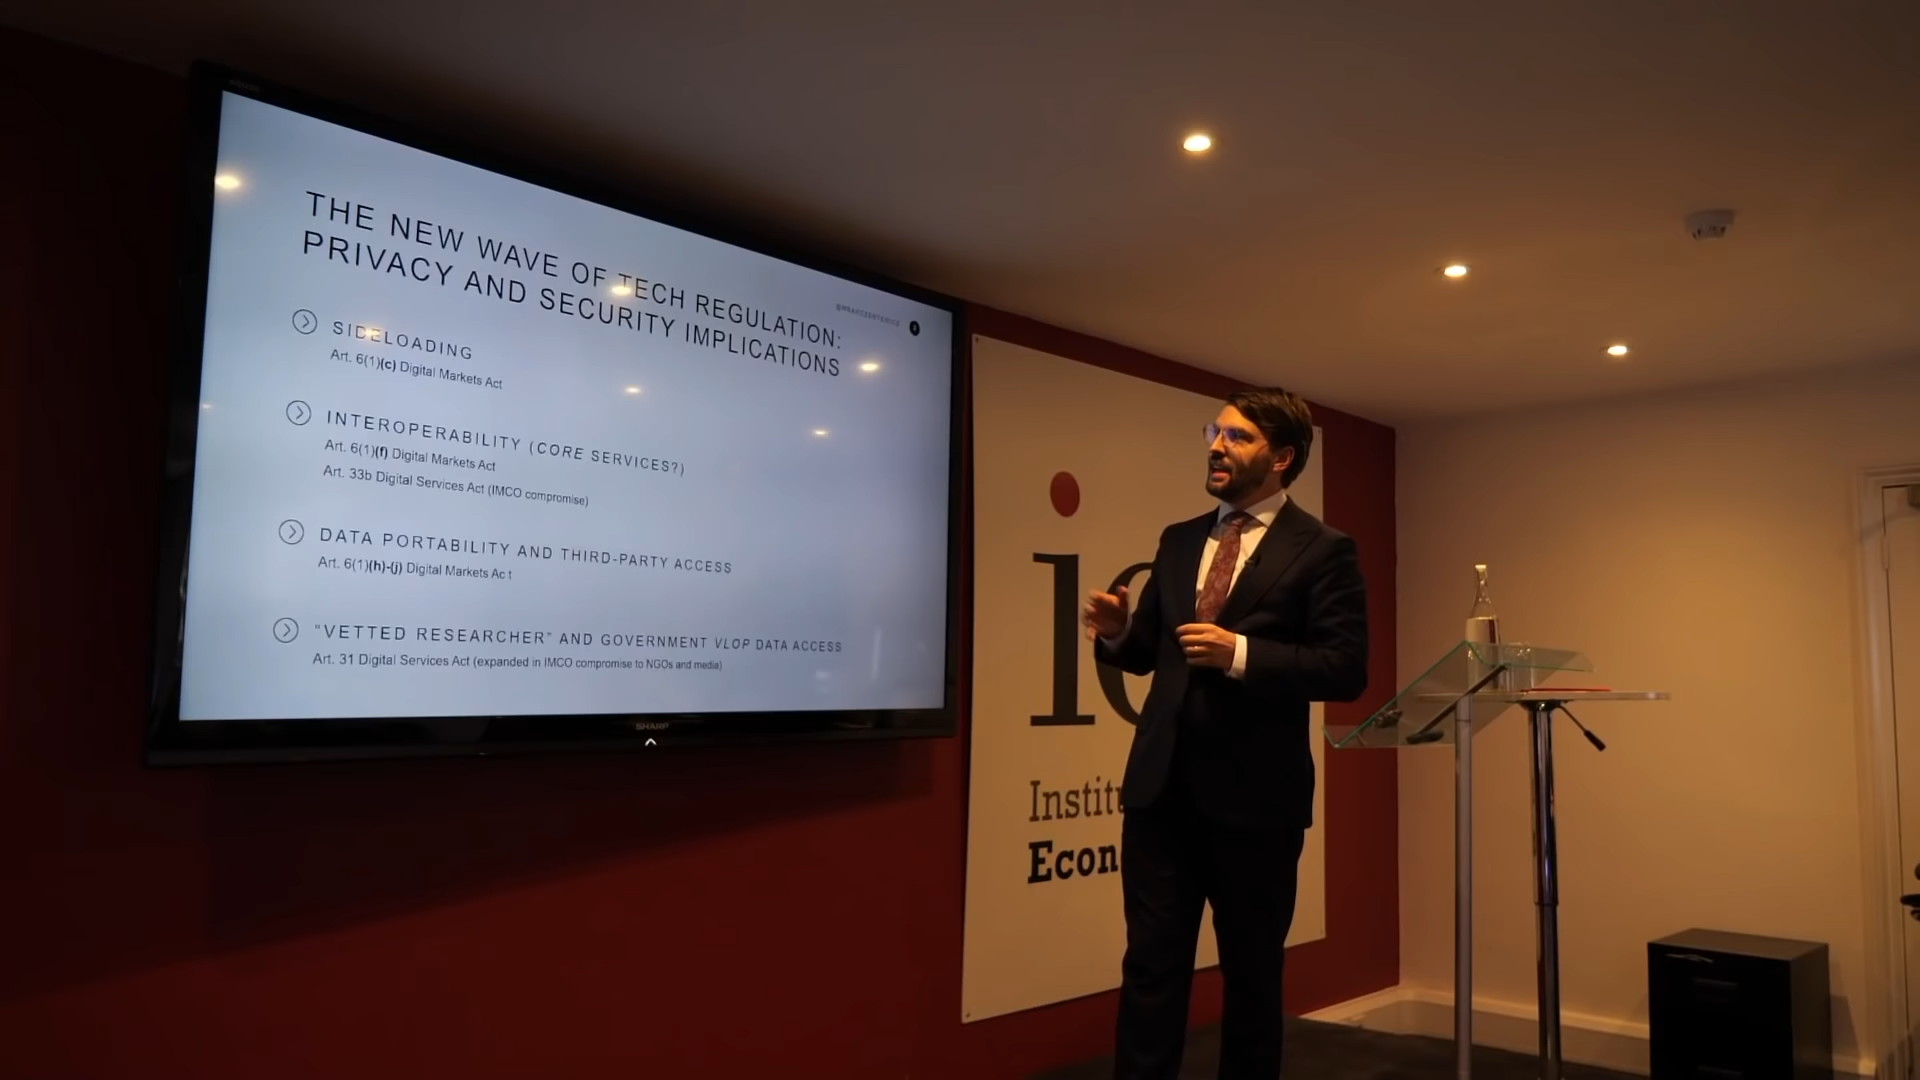 THE NEW WAVE OF TECH REGULATION:
PRIVACY AND SECURITY IMPLICATIONS
SIDELOADING
Art. 6(1)(c) Digital Markets Act
INTEROPERABILITY (CORE SERVICES?)
Art. 6(1)(f) Digital Markets Act
Art. 33b Digital Services Act (IMCO compromise)
DATA PORTABILITY AND THIRD-PARTY ACCESS
Art. 6(1)(h)-(j) Digital Markets Act
"VETTED RESEARCHER" AND GOVERNMENT VLOP DATA ACCESS
Art. 31 Digital Services Act (expanded in IMCO compromise to NGOs and media)
SHARP
ie
Institu
Econ